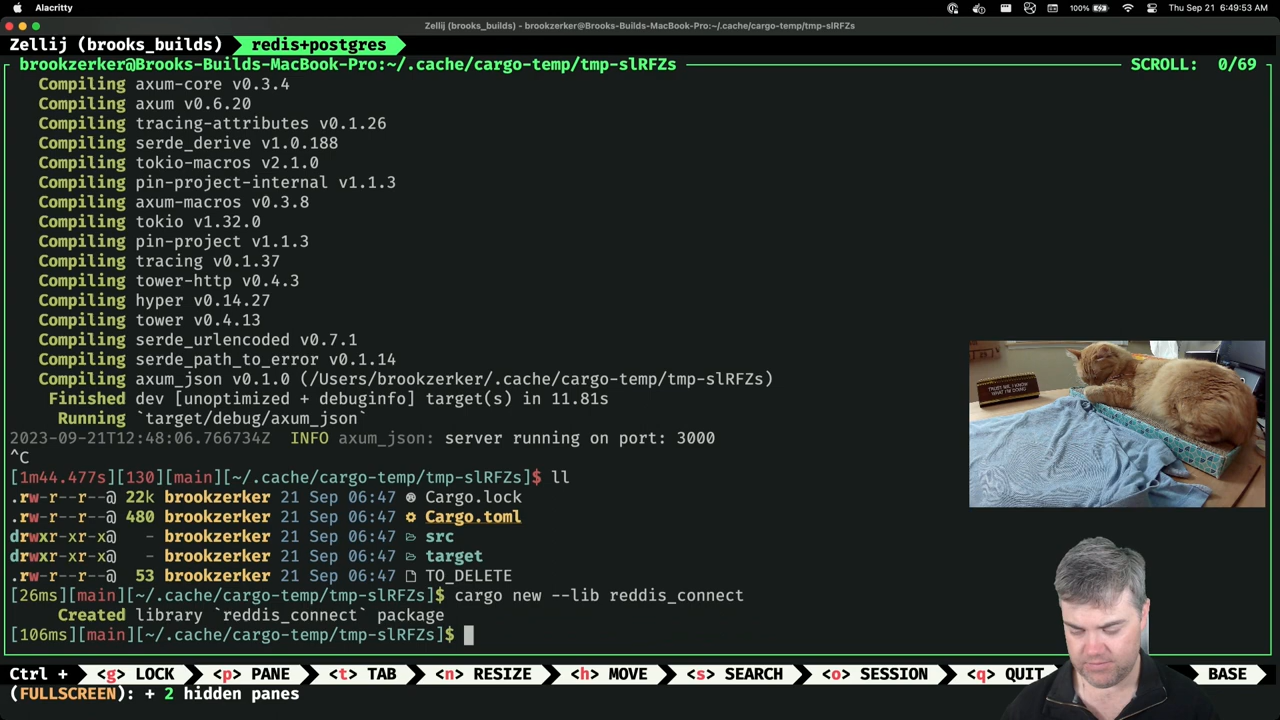 Alacritty
100%
Thu Sep 21 6:49:53 AM
Zellij (brooks_builds) - brookzerker@Brooks-Builds-MacBook-Pro:~/.cache/cargo-temp/tmp-slRFZs
Zellij (brooks_builds) redis+postgres
brookzerker@Brooks-Builds-MacBook-Pro:~/.cache/cargo-temp/tmp-slRFZs SCROLL: 0/69
Compiling axum-core v0.3.4
Compiling axum v0.6.20
Compiling tracing-attributes v0.1.26
Compiling serde_derive v1.0.188
Compiling tokio-macros v2.1.0
Compiling pin-project-internal v1.1.3
Compiling axum-macros v0.3.8
Compiling tokio v1.32.0
Compiling pin-project v1.1.3
Compiling tracing v0.1.37
Compiling tower-http v0.4.3
Compiling hyper v0.14.27
Compiling tower v0.4.13
Compiling serde_urlencoded v0.7.1
Compiling serde_path_to_error v0.1.14
Compiling axum_json v0.1.0 (/Users/brookzerker/.cache/cargo-temp/tmp-slRFZs)
Finished dev [unoptimized + debuginfo] target(s) in 11.81s
Running `target/debug/axum_json`
2023-09-21T12:48:06.766734Z INFO axum_json: server running on port: 3000
^C
[1m44.477s][130][main][~/.cache/cargo-temp/tmp-slRFZs]$ ll
.rw-r--r--@ 22k brookzerker 21 Sep 06:47 Cargo.lock
.rw-r--r--@ 480 brookzerker 21 Sep 06:47 Cargo.toml
drwxr-xr-x@ - brookzerker 21 Sep 06:47 src
drwxr-xr-x@ - brookzerker 21 Sep 06:47 target
.rw-r--r--@ 53 brookzerker 21 Sep 06:47 TO_DELETE
[26ms][main][~/.cache/cargo-temp/tmp-slRFZs]$ cargo new --lib reddis_connect
Created library `reddis_connect` package
[106ms][main][~/.cache/cargo-temp/tmp-slRFZs]$
TRUST ME, I KNOW
WHAT I'M DOING
Ctrl + <g> LOCK <p> PANE <t> TAB <n> RESIZE <h> MOVE <s> SEARCH <o> SESSION <q> QUIT BASE
(FULLSCREEN): + 2 hidden panes